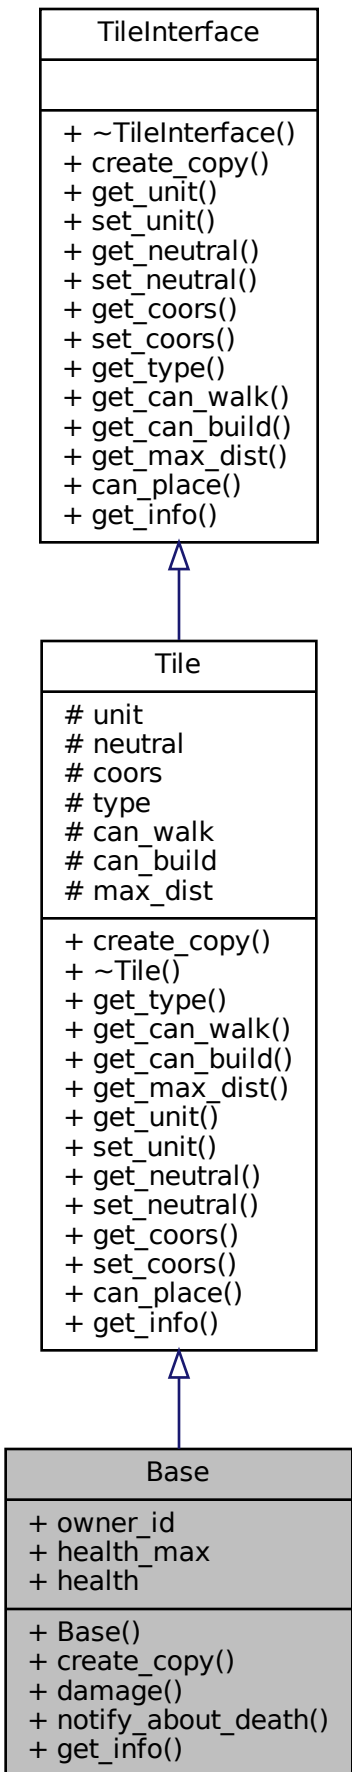 TileInterface
+ ~TileInterface()
+ create_copy()
+ get_unit()
+ set_unit()
+ get_neutral()
+ set_neutral()
+ get_coors()
+ set_coors()
+ get_type()
+ get_can_walk()
+ get_can_build()
+ get_max_dist()
+ can_place()
+ get_info()
Tile
# unit
# neutral
# coors
# type
# can_walk
# can_build
# max_dist
+ create_copy()
+ ~Tile()
+ get_type()
+ get_can_walk()
+ get_can_build()
+ get_max_dist()
+ get_unit()
+ set_unit()
+ get_neutral()
+ set_neutral()
+ get_coors()
+ set_coors()
+ can_place()
+ get_info()
Base
+ owner_id
+ health_max
+ health
+ Base()
+ create_copy()
+ damage()
+ notify_about_death()
+ get_info()